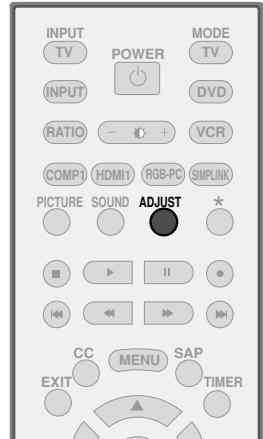 INPUT MODE
TV POWER TV
INPUT DVD
RATIO - + VCR
COMP1 HDMI1 RGB-PC SIMPLINK
PICTURE SOUND ADJUST *
CC MENU SAP
EXIT TIMER